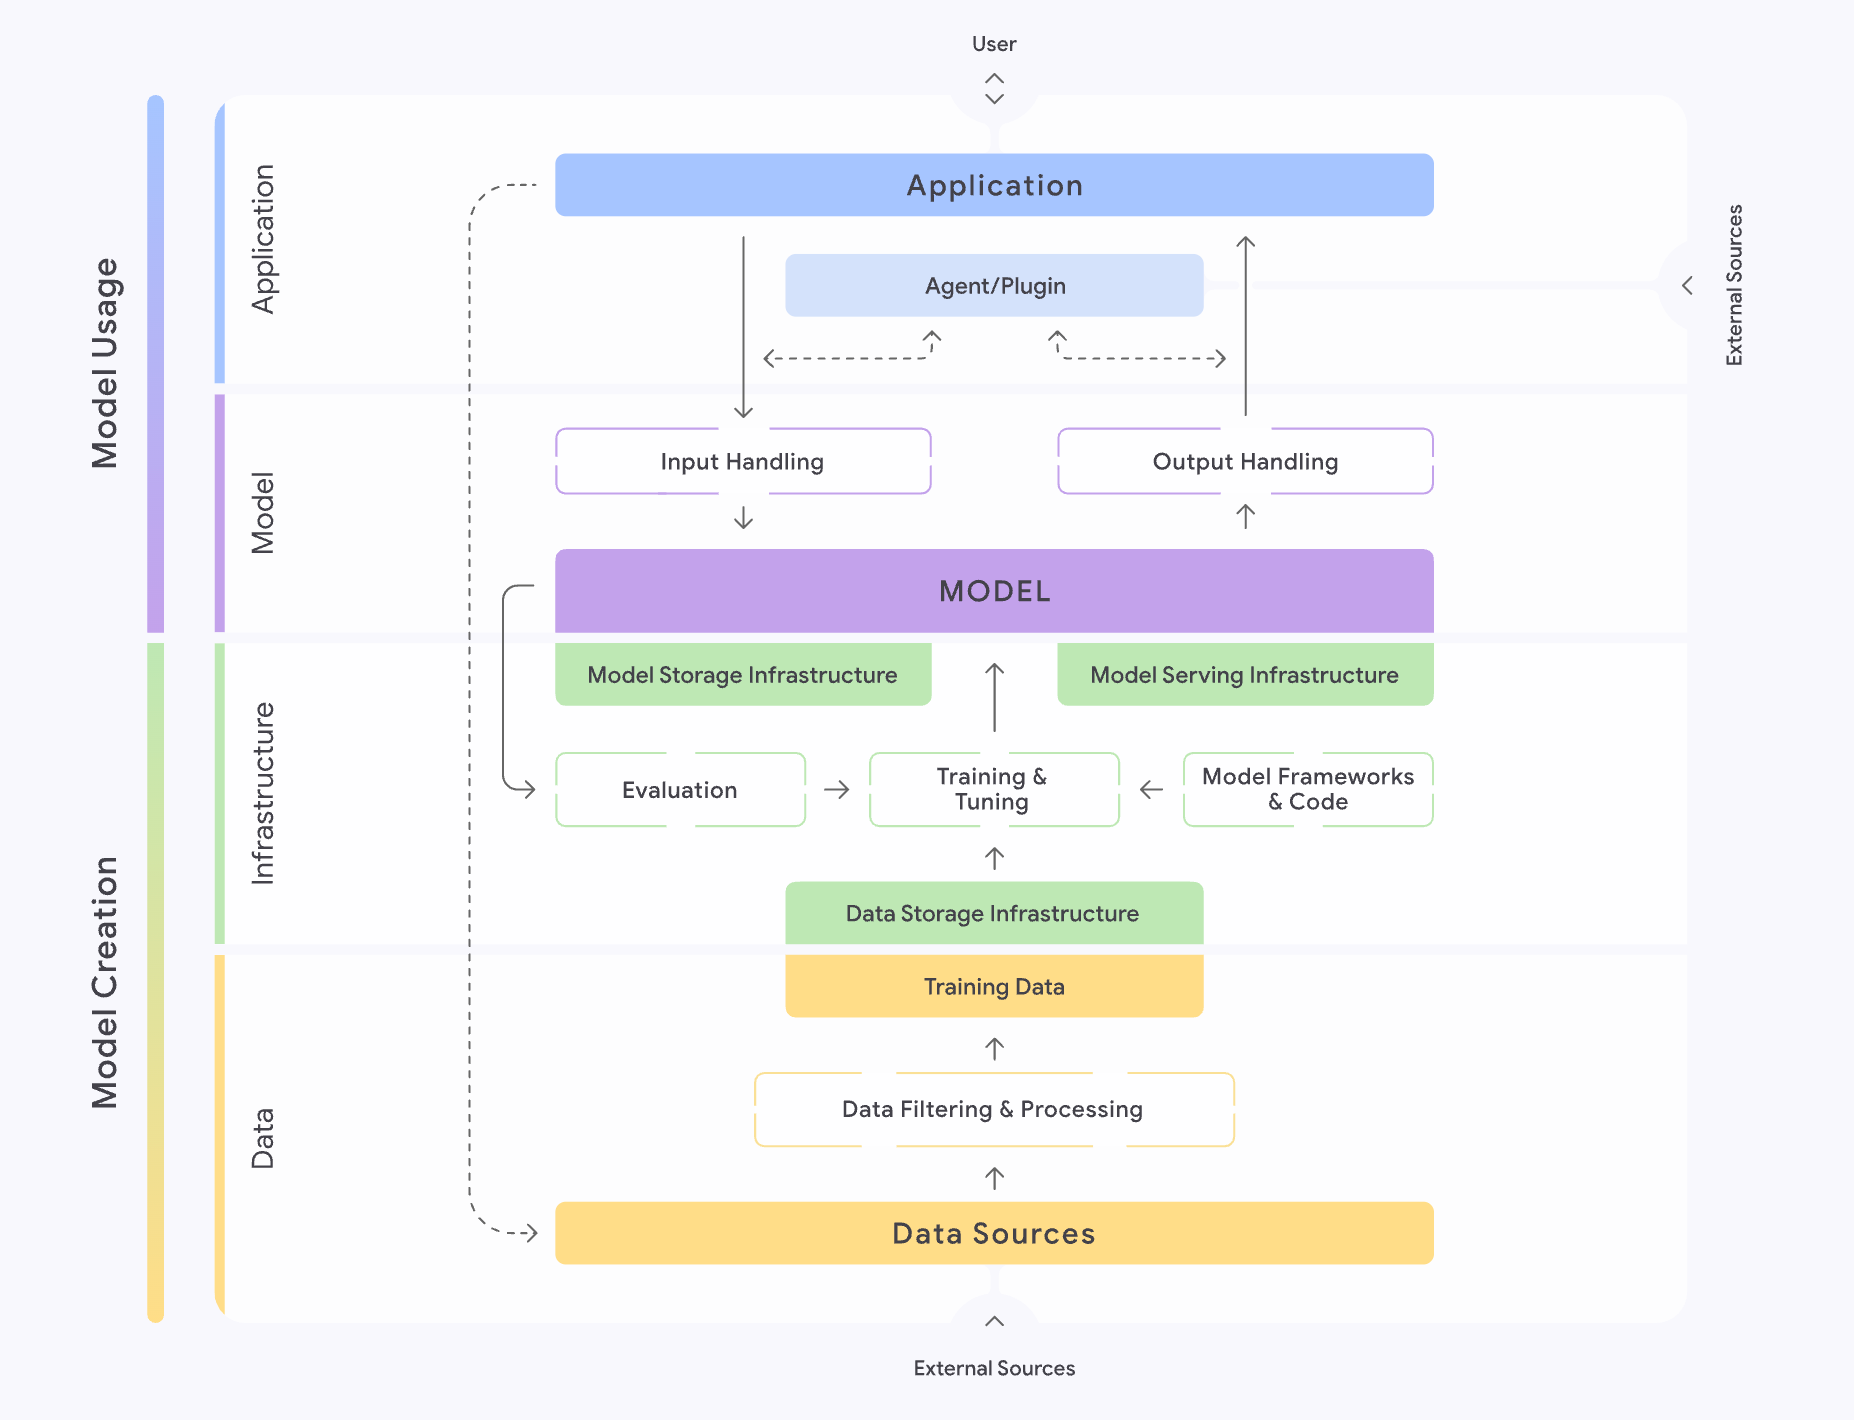 User
Model Usage
Application
Application
Agent/Plugin
External Sources
Model
Input Handling
Output Handling
MODEL
Model Creation
Infrastructure
Model Storage Infrastructure
Model Serving Infrastructure
Evaluation
Training &
Tuning
Model Frameworks
& Code
Data Storage Infrastructure
Data
Training Data
Data Filtering & Processing
Data Sources
External Sources